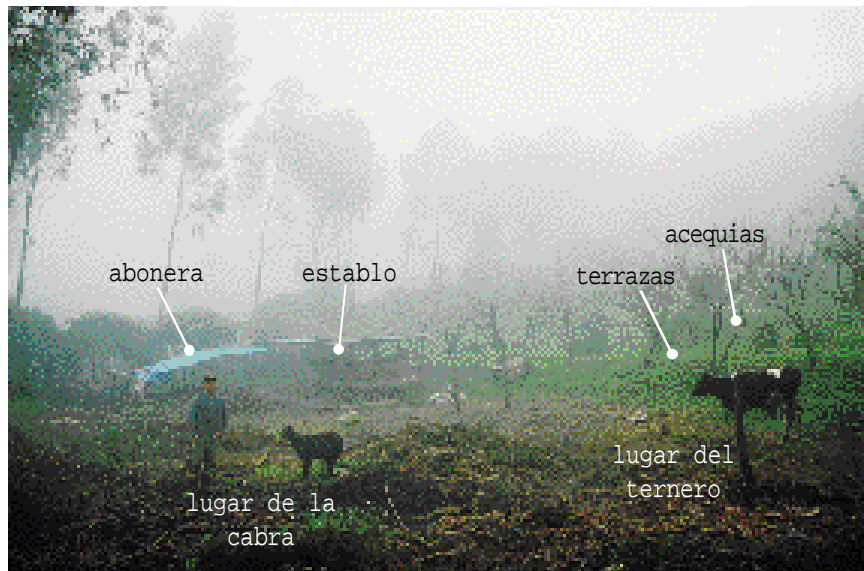 acequias
abonera
establo
terrazas
lugar del
ternero
lugar de la
cabra